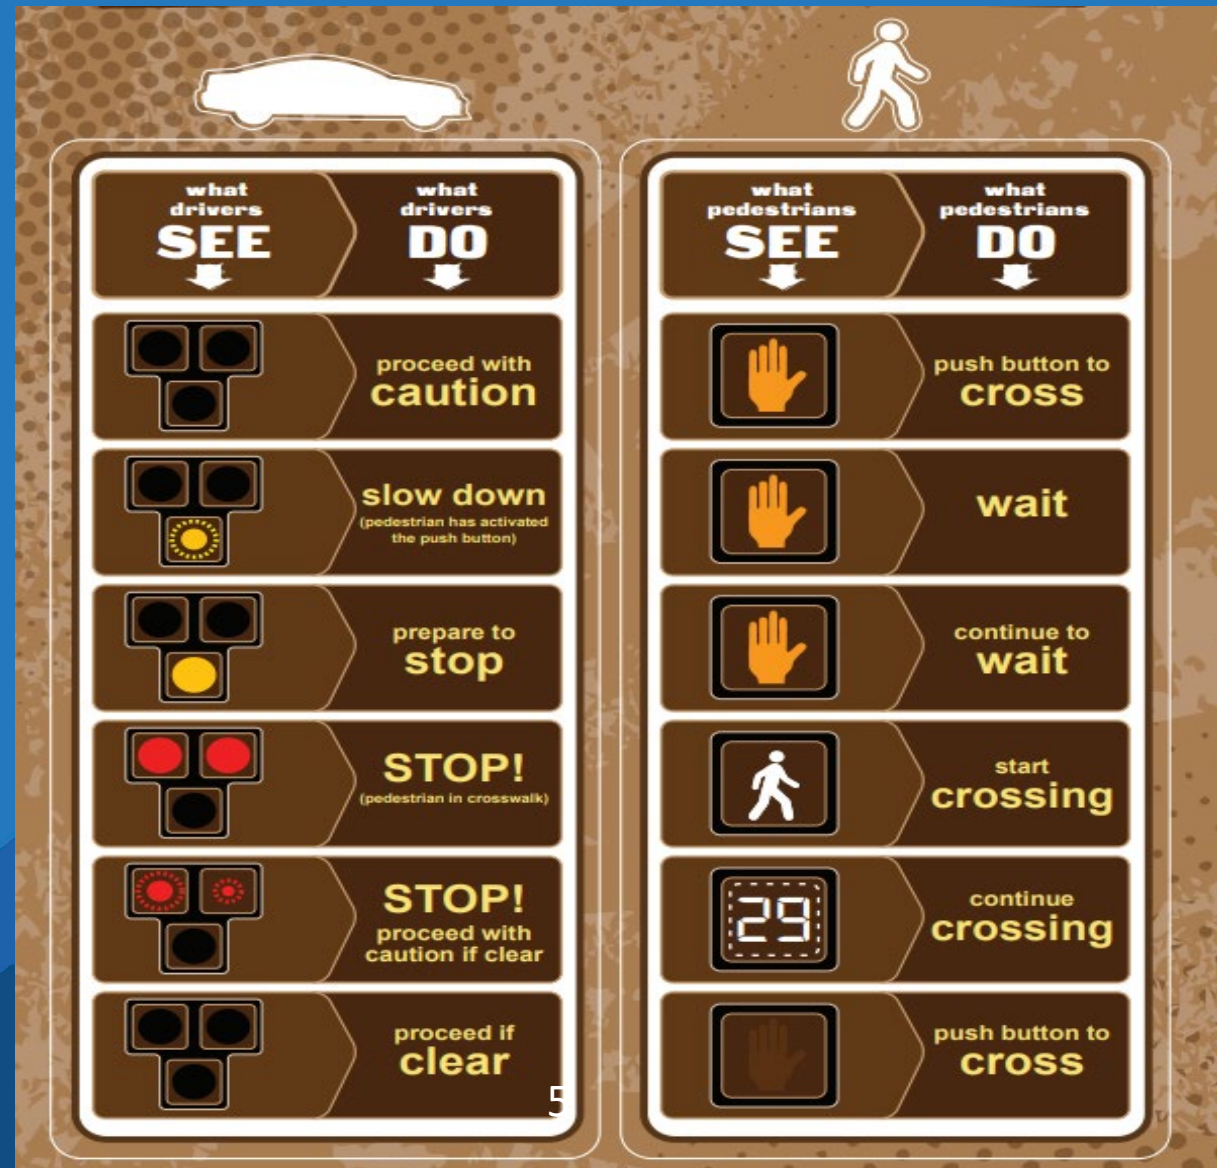 what
drivers
SEE
what
drivers
DO
proceed with
caution
slow down
(pedestrian has activated
the push button)
prepare to
stop
STOP!
(pedestrian in crosswalk)
STOP!
proceed with
caution if clear
proceed if
clear
what
pedestrians
SEE
what
pedestrians
DO
push button to
cross
wait
continue to
wait
start
crossing
29
continue
crossing
push button to
cross
5